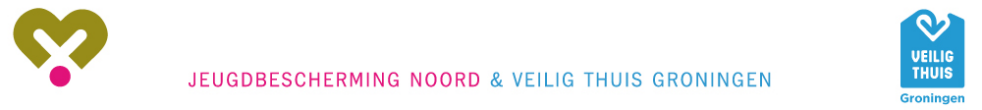 JEUGDBESCHERMING NOORD & VEILIG THUIS GRONINGEN
VEILIG
THUIS
Groningen